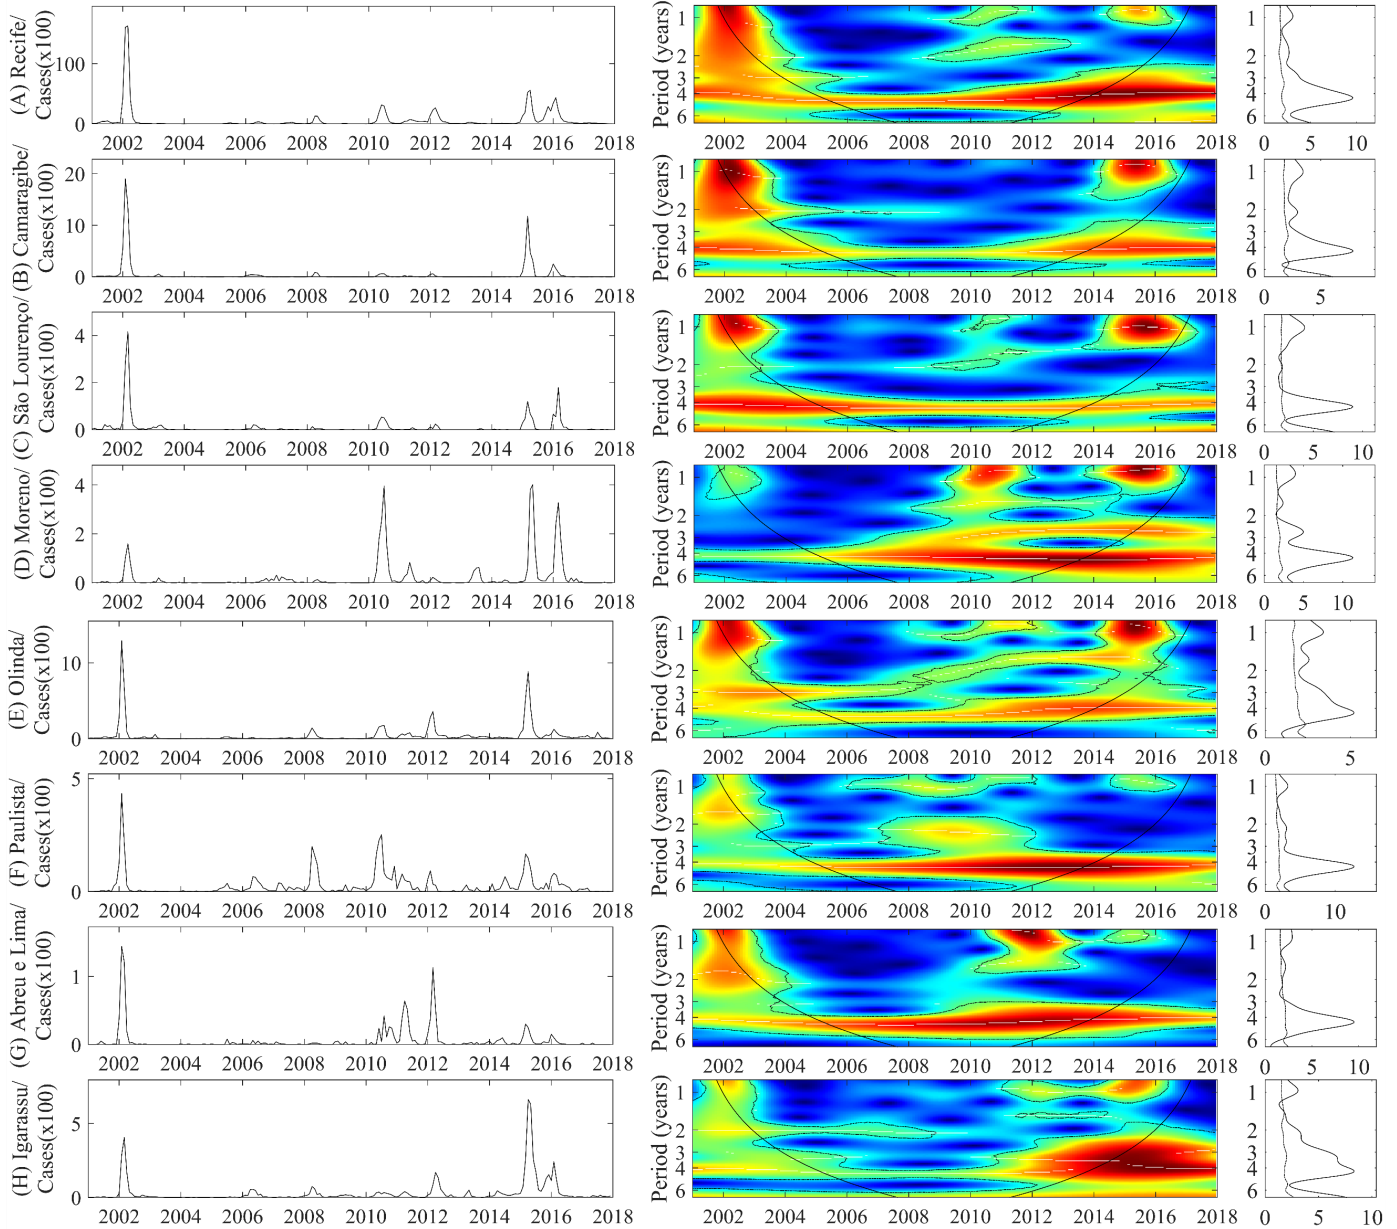 (A) Recife/
Cases(x100)
100
0
2002 2004 2006 2008 2010 2012 2014 2016 2018
Period (years)
1
2
3
4
6
2002 2004 2006 2008 2010 2012 2014 2016 2018
1
2
3
4
6
0 5 10
(B) Camaragibe/
Cases(x100)
20
10
0
2002 2004 2006 2008 2010 2012 2014 2016 2018
Period (years)
1
2
3
4
6
2002 2004 2006 2008 2010 2012 2014 2016 2018
1
2
3
4
6
0 5
(C) São Lourenço/
Cases(x100)
4
2
0
2002 2004 2006 2008 2010 2012 2014 2016 2018
Period (years)
1
2
3
4
6
2002 2004 2006 2008 2010 2012 2014 2016 2018
1
2
3
4
6
0 5 10
(D) Moreno/
Cases(x100)
4
2
0
2002 2004 2006 2008 2010 2012 2014 2016 2018
Period (years)
1
2
4
6
2002 2004 2006 2008 2010 2012 2014 2016 2018
1
2
3
4
6
0 5 10
(E) Olinda/
Cases(x100)
10
0
2002 2004 2006 2008 2010 2012 2014 2016 2018
Period (years)
1
2
3
4
6
2002 2004 2006 2008 2010 2012 2014 2016 2018
1
2
3
4
6
0 5
(F) Paulista/
Cases(x100)
5
0
2002 2004 2006 2008 2010 2012 2014 2016 2018
Period (years)
1
2
3
4
6
2002 2004 2006 2008 2010 2012 2014 2016 2018
1
2
3
4
6
0 10
(G) Abreu e Lima/
Cases(x100)
1
0
2002 2004 2006 2008 2010 2012 2014 2016 2018
Period (years)
1
2
3
4
6
2002 2004 2006 2008 2010 2012 2014 2016 2018
1
2
3
4
6
0 5 10
(H) Igarassu/
Cases(x100)
5
0
2002 2004 2006 2008 2010 2012 2014 2016 2018
Period (years)
1
2
3
4
6
2002 2004 2006 2008 2010 2012 2014 2016 2018
1
2
3
4
6
0 5 10